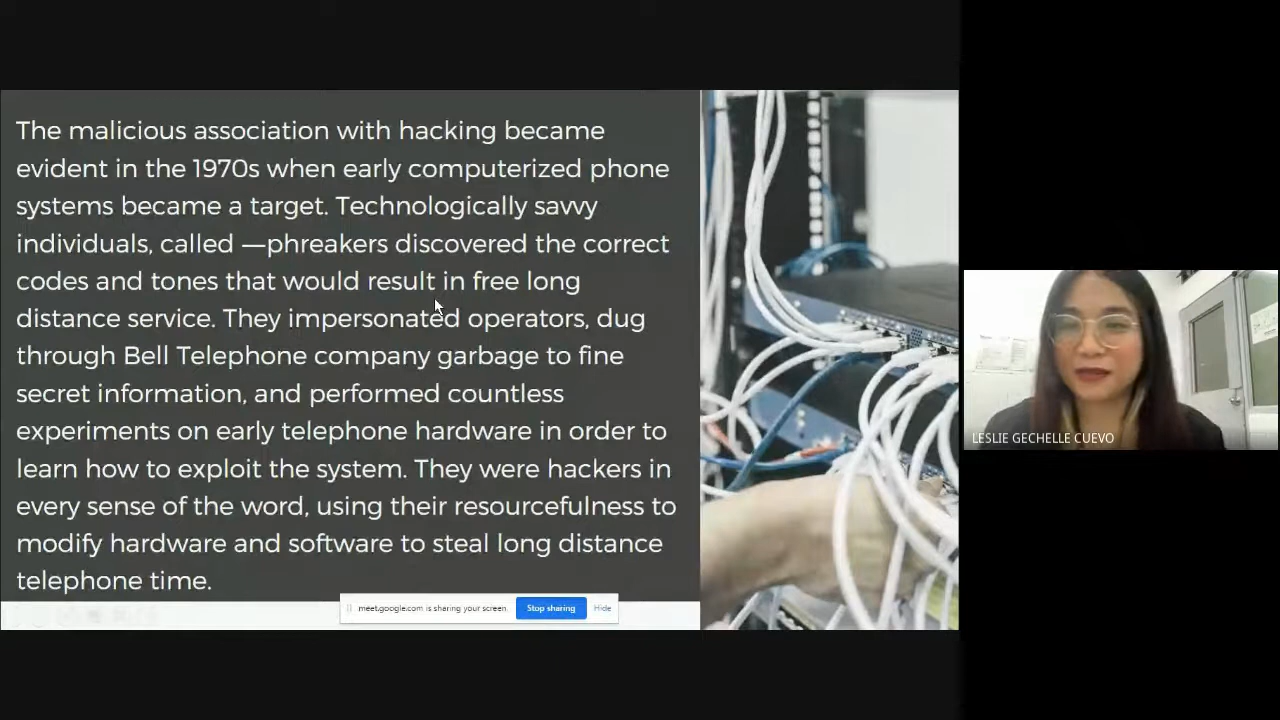 The malicious association with hacking became
evident in the 1970s when early computerized phone
systems became a target. Technologically savvy
individuals, called —phreakers discovered the correct
codes and tones that would result in free long
distance service. They impersonated operators, dug
through Bell Telephone company garbage to fine
secret information, and performed countless
experiments on early telephone hardware in order to
learn how to exploit the system. They were hackers in
every sense of the word, using their resourcefulness to
modify hardware and software to steal long distance
telephone time.
meet.google.com is sharing your screen.
Stop sharing
Hide
LESLIE GECHELLE CUEVO